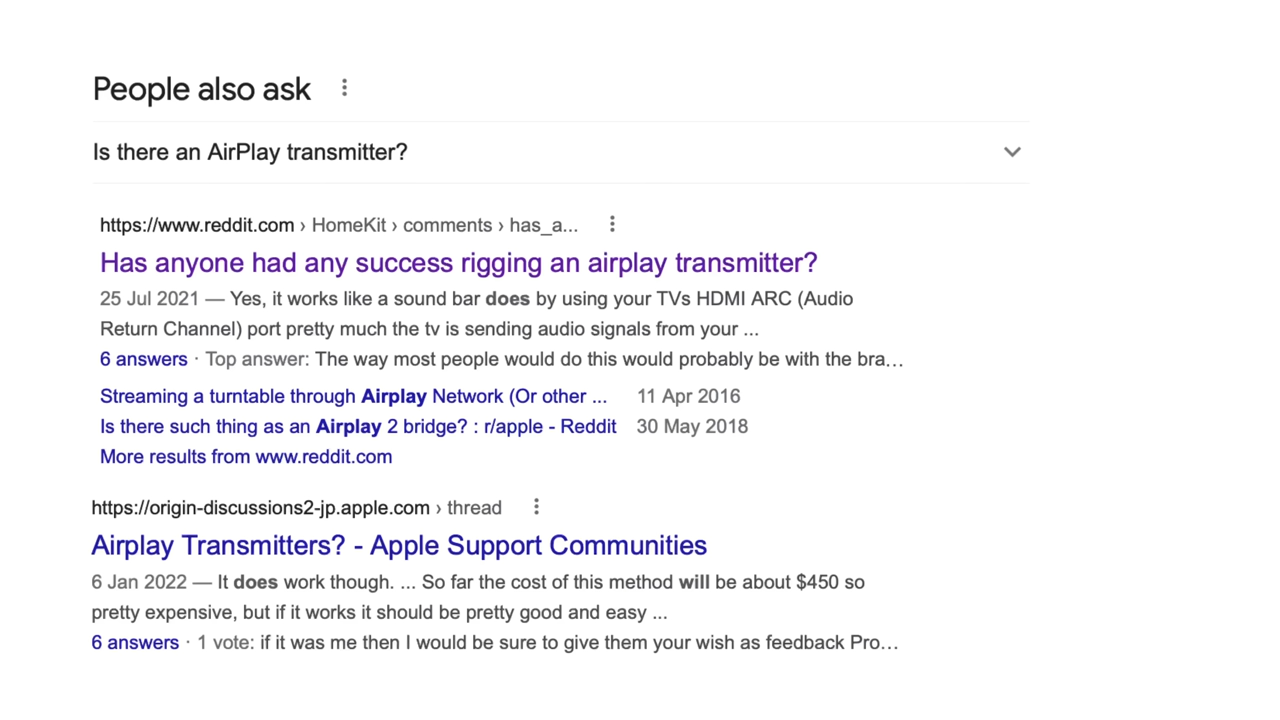 People also ask
Is there an AirPlay transmitter?
https://www.reddit.com › HomeKit › comments › has_a...
Has anyone had any success rigging an airplay transmitter?
25 Jul 2021 — Yes, it works like a sound bar does by using your TVs HDMI ARC (Audio
Return Channel) port pretty much the tv is sending audio signals from your ...
6 answers · Top answer: The way most people would do this would probably be with the bra...
Streaming a turntable through Airplay Network (Or other ... 11 Apr 2016
Is there such thing as an Airplay 2 bridge? : r/apple - Reddit 30 May 2018
More results from www.reddit.com
https://origin-discussions2-jp.apple.com › thread
Airplay Transmitters? - Apple Support Communities
6 Jan 2022 — It does work though. ... So far the cost of this method will be about $450 so
pretty expensive, but if it works it should be pretty good and easy ...
6 answers · 1 vote: if it was me then I would be sure to give them your wish as feedback Pro...